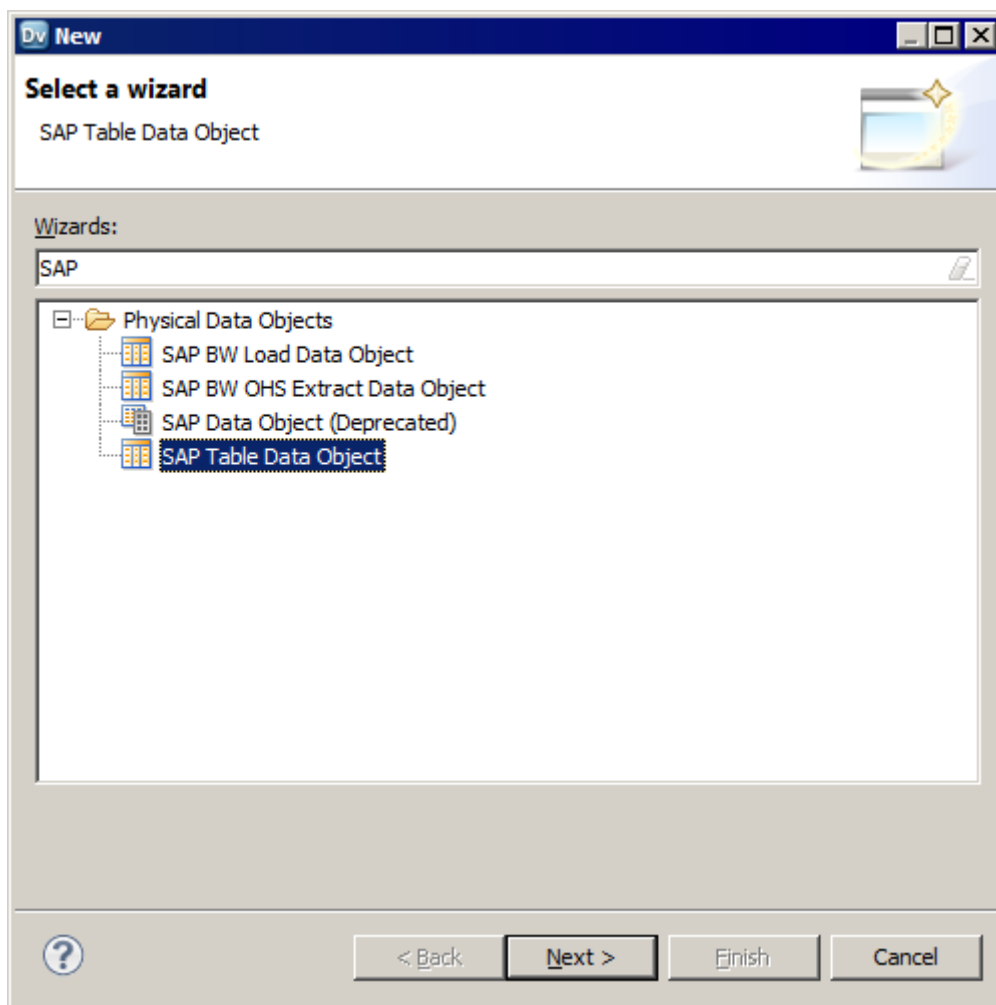 Dv New
Select a wizard
SAP Table Data Object
Wizards:
SAP
Physical Data Objects
SAP BW Load Data Object
SAP BW OHS Extract Data Object
SAP Data Object (Deprecated)
SAP Table Data Object
? < Back Next > Finish Cancel